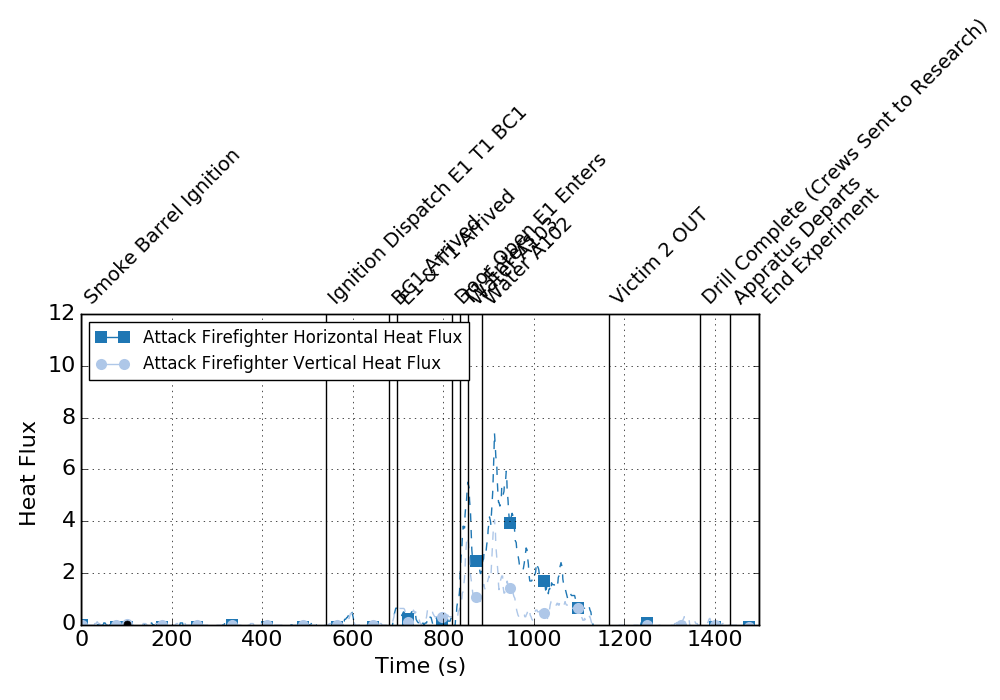 Smoke Barrel Ignition
Ignition Dispatch E1 T1 BC1
BC1 Arrived
E1 & T1 Arrived
Door Open
E1 Enters
Water A102
Victim 2 OUT
Drill Complete (Crews Sent to Research)
Appratus Departs
End Experiment
12
10
8
6
4
2
0
Heat Flux
Attack Firefighter Horizontal Heat Flux
Attack Firefighter Vertical Heat Flux
0 200 400 600 800 1000 1200 1400
Time (s)